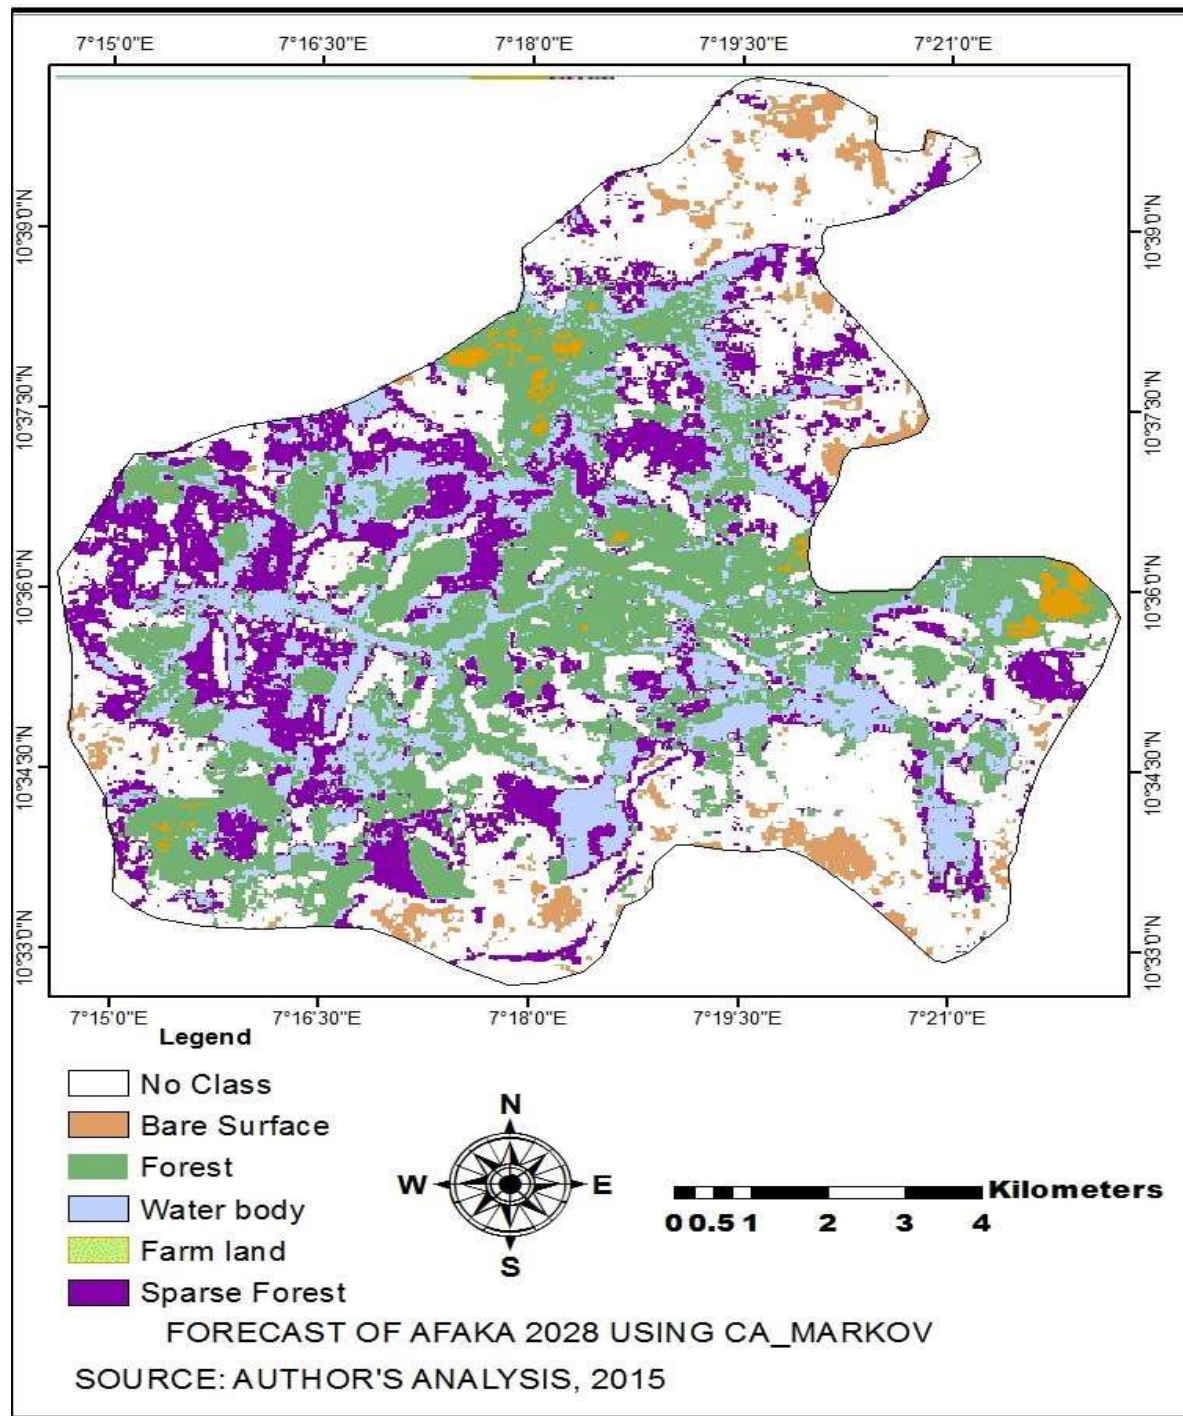 7°15'0"E 7°16'30"E 7°18'0"E 7°19'30"E 7°21'0"E
10°39'0"N 10°39'0"N
10°37'30"N 10°37'30"N
10°36'0"N 10°36'0"N
10°34'30"N 10°34'30"N
10°33'0"N 10°33'0"N
7°15'0"E 7°16'30"E 7°18'0"E 7°19'30"E 7°21'0"E
Legend
No Class
Bare Surface
Forest
Water body
Farm land
Sparse Forest
N
W E
S
Kilometers
0 0.5 1 2 3 4
FORECAST OF AFAKA 2028 USING CA_MARKOV
SOURCE: AUTHOR'S ANALYSIS, 2015